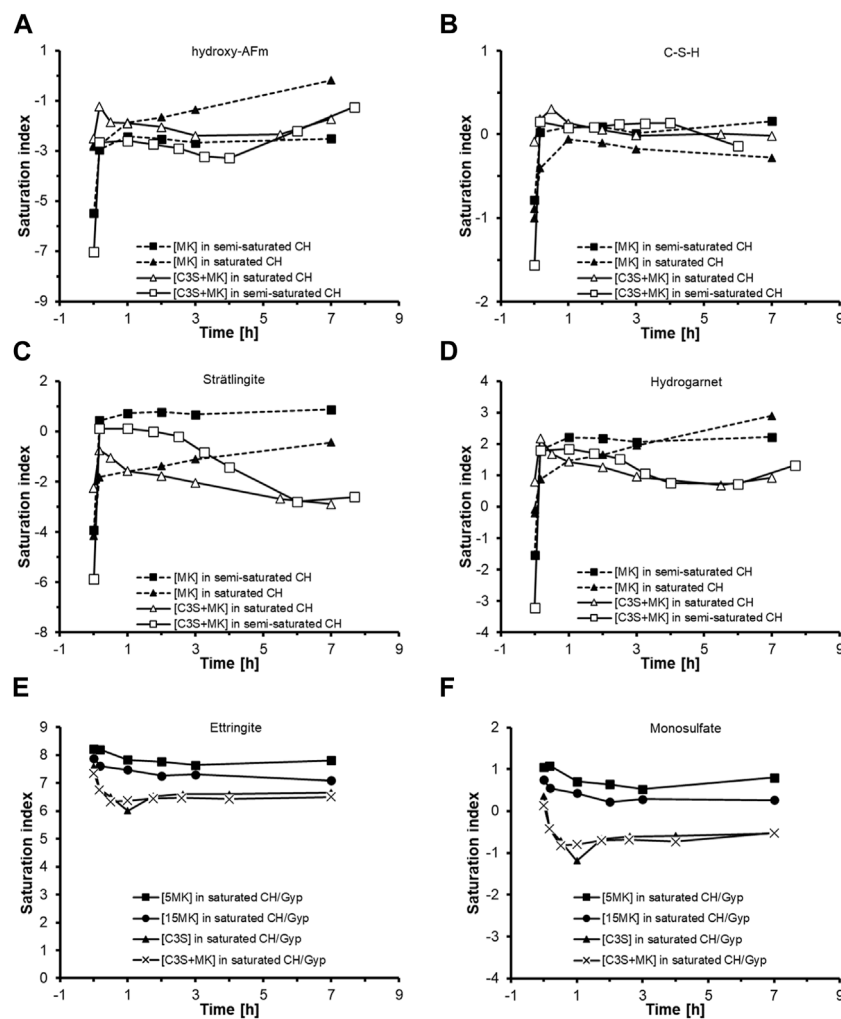 A
hydroxy-AFm
1
-1
-3
-5
-7
-9
Saturation index
[MK] in semi-saturated CH
[MK] in saturated CH
[C3S+MK] in saturated CH
[C3S+MK] in semi-saturated CH
-1 1 3 5 7 9
Time [h]
B
C-S-H
1
0
-1
-2
Saturation index
[MK] in semi-saturated CH
[MK] in saturated CH
[C3S+MK] in saturated CH
[C3S+MK] in semi-saturated CH
-1 1 3 5 7 9
Time [h]
C
Strätlingite
2
0
-2
-4
-6
-8
Saturation index
[MK] in semi-saturated CH
[MK] in saturated CH
[C3S+MK] in saturated CH
[C3S+MK] in semi-saturated CH
-1 1 3 5 7 9
Time [h]
D
Hydrogarnet
4
3
2
1
0
-1
-2
-3
-4
Saturation index
[MK] in semi-saturated CH
[MK] in saturated CH
[C3S+MK] in saturated CH
[C3S+MK] in semi-saturated CH
-1 1 3 5 7 9
Time [h]
E
Ettringite
9
8
7
6
5
4
3
2
1
0
Saturation index
[5MK] in saturated CH/Gyp
[15MK] in saturated CH/Gyp
[C3S] in saturated CH/Gyp
[C3S+MK] in saturated CH/Gyp
-1 1 3 5 7 9
Time [h]
F
Monosulfate
2
1
0
-1
-2
-3
-4
Saturation index
[5MK] in saturated CH/Gyp
[15MK] in saturated CH/Gyp
[C3S] in saturated CH/Gyp
[C3S+MK] in saturated CH/Gyp
-1 1 3 5 7 9
Time [h]